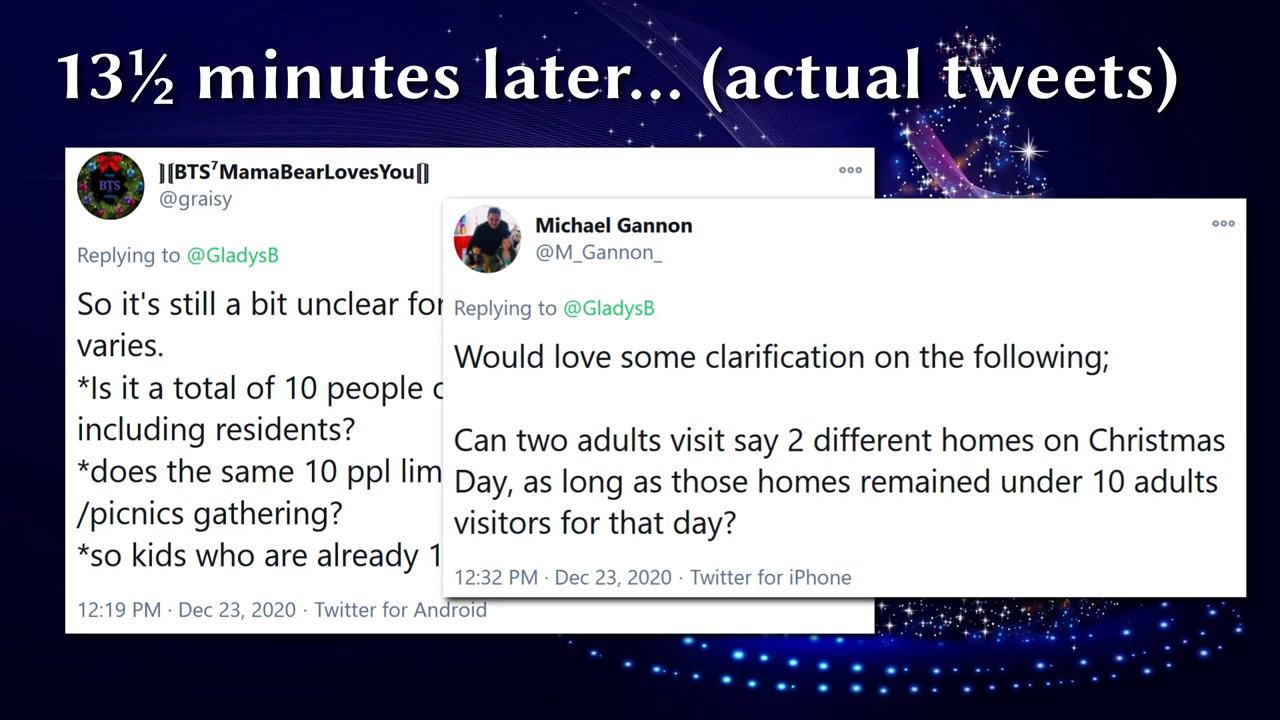 13½ minutes later... (actual tweets)
BTS⁷MamaBearLovesYou
@graisy
Replying to @GladysB
So it's still a bit unclear for
varies.
*Is it a total of 10 people
including residents?
*does the same 10 ppl
/picnics gathering?
*so kids who are already
12:19 PM · Dec 23, 2020 · Twitter for Android
BTS
Michael Gannon
@M_Gannon_
Replying to @GladysB
Would love some clarification on the following;
Can two adults visit say 2 different homes on Christmas
Day, as long as those homes remained under 10 adults
visitors for that day?
12:32 PM · Dec 23, 2020 · Twitter for iPhone